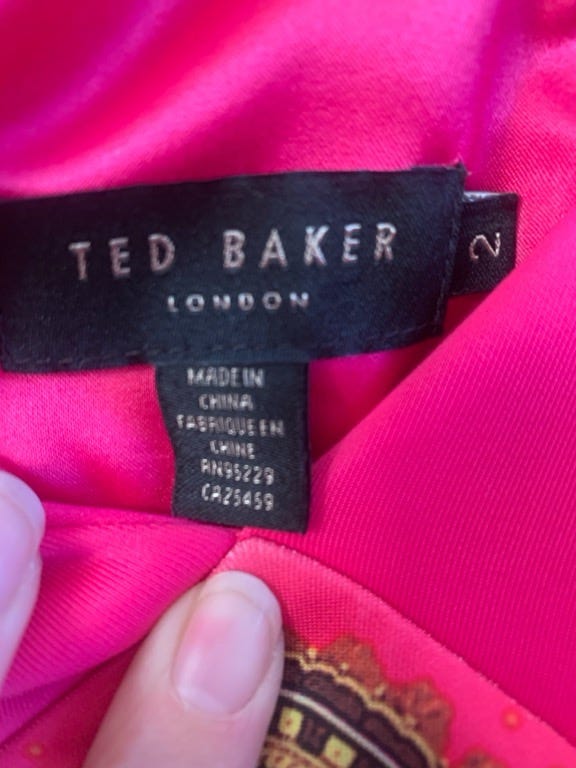 TED BAKER
LONDON
2
MADE IN
CHINA
FABRIQUE EN
CHINE
RN95229
CA25459